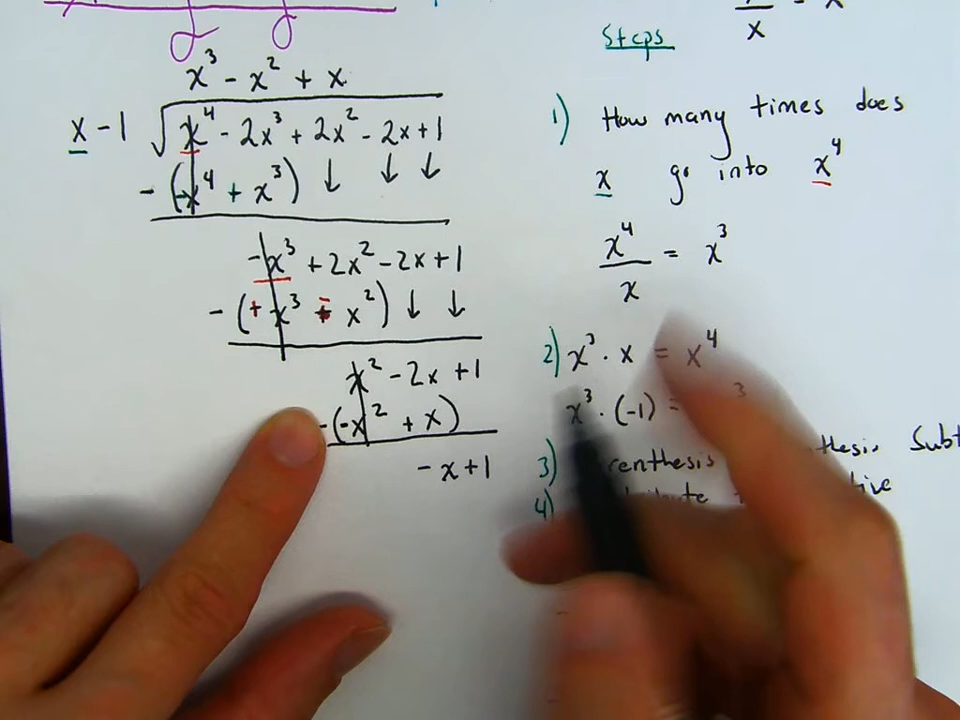 x³ - x² + x
x - 1 √ x⁴ - 2x³ + 2x² - 2x + 1
- (-x⁴ + x³) ↓ ↓ ↓
-x³ + 2x² - 2x + 1
- (+ x³ - x²) ↓ ↓
x² - 2x + 1
- (-x² + x)
- x + 1
Steps
x
1) How many times does
x go into x⁴
x⁴/x = x³
2) x³ · x = x⁴
x³ · (-1) = 3
3)
4)